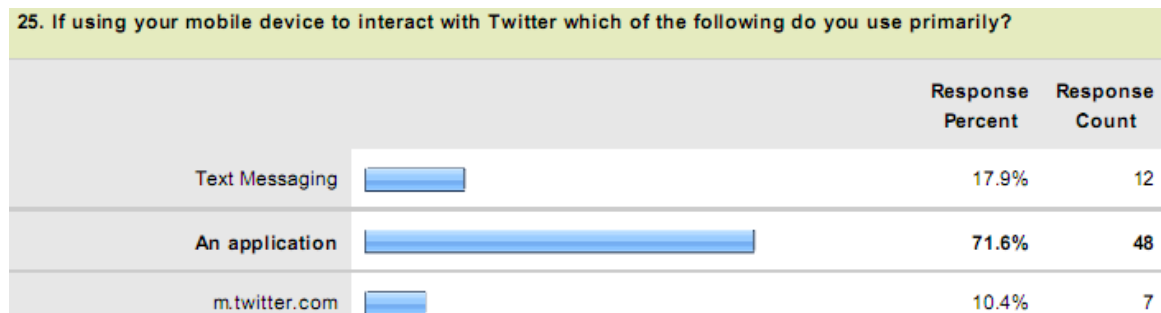 25. If using your mobile device to interact with Twitter which of the following do you use primarily?
Response Percent Response Count
Text Messaging 17.9% 12
An application 71.6% 48
m.twitter.com 10.4% 7